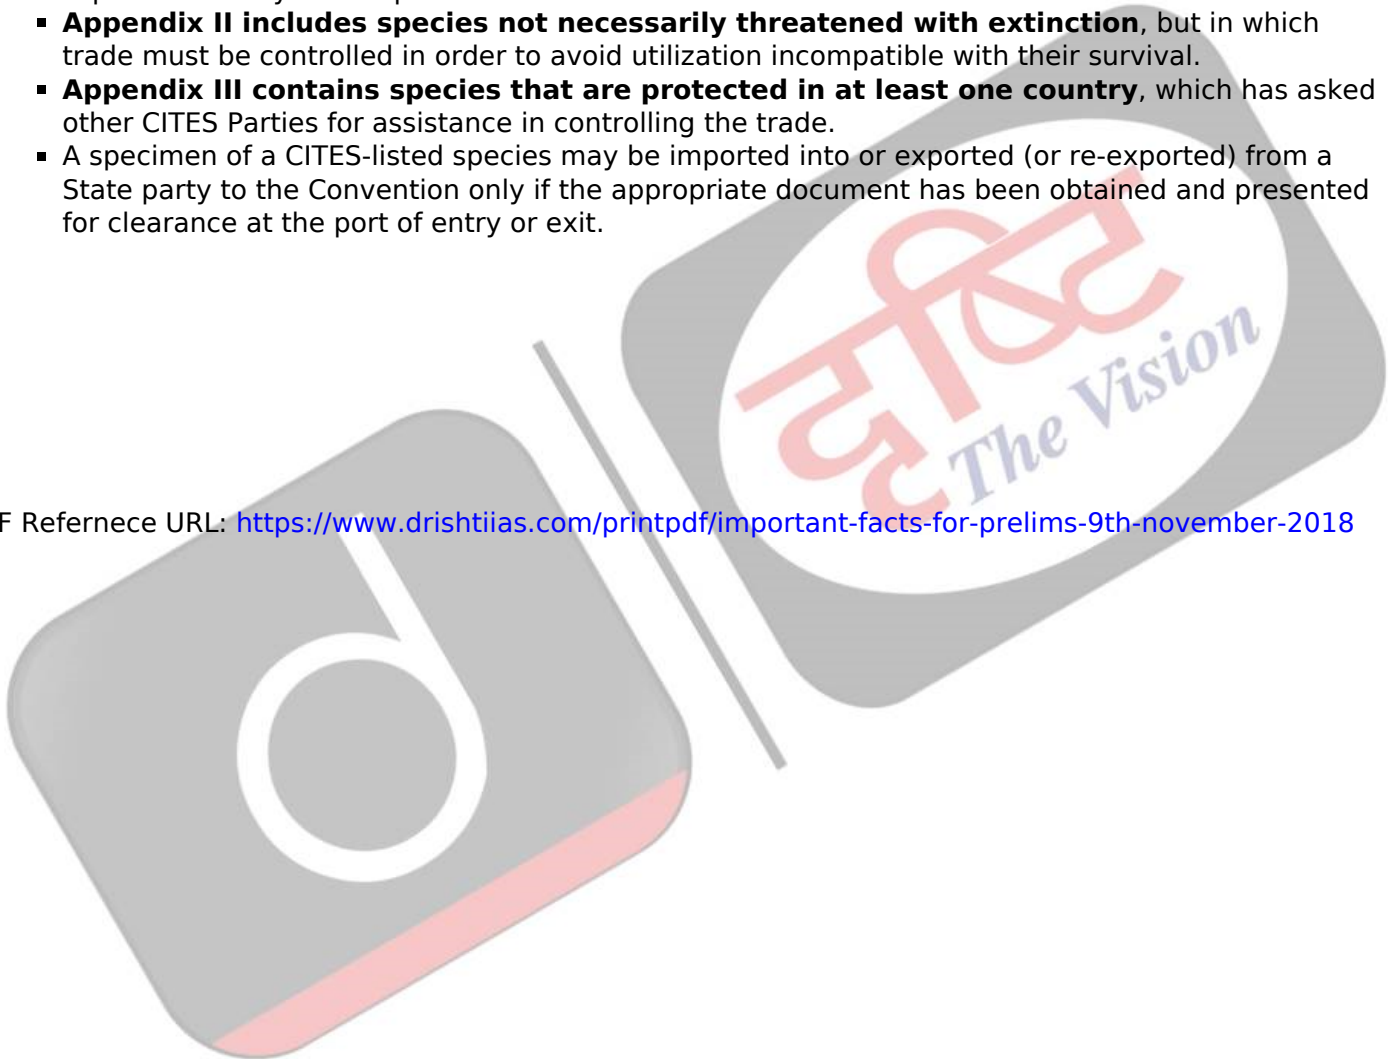 ▪ Appendix II includes species not necessarily threatened with extinction, but in which
trade must be controlled in order to avoid utilization incompatible with their survival.
▪ Appendix III contains species that are protected in at least one country, which has asked
other CITES Parties for assistance in controlling the trade.
▪ A specimen of a CITES-listed species may be imported into or exported (or re-exported) from a
State party to the Convention only if the appropriate document has been obtained and presented
for clearance at the port of entry or exit.
दृष्टि
The Vision
F Refernece URL: https://www.drishtiias.com/printpdf/important-facts-for-prelims-9th-november-2018
d